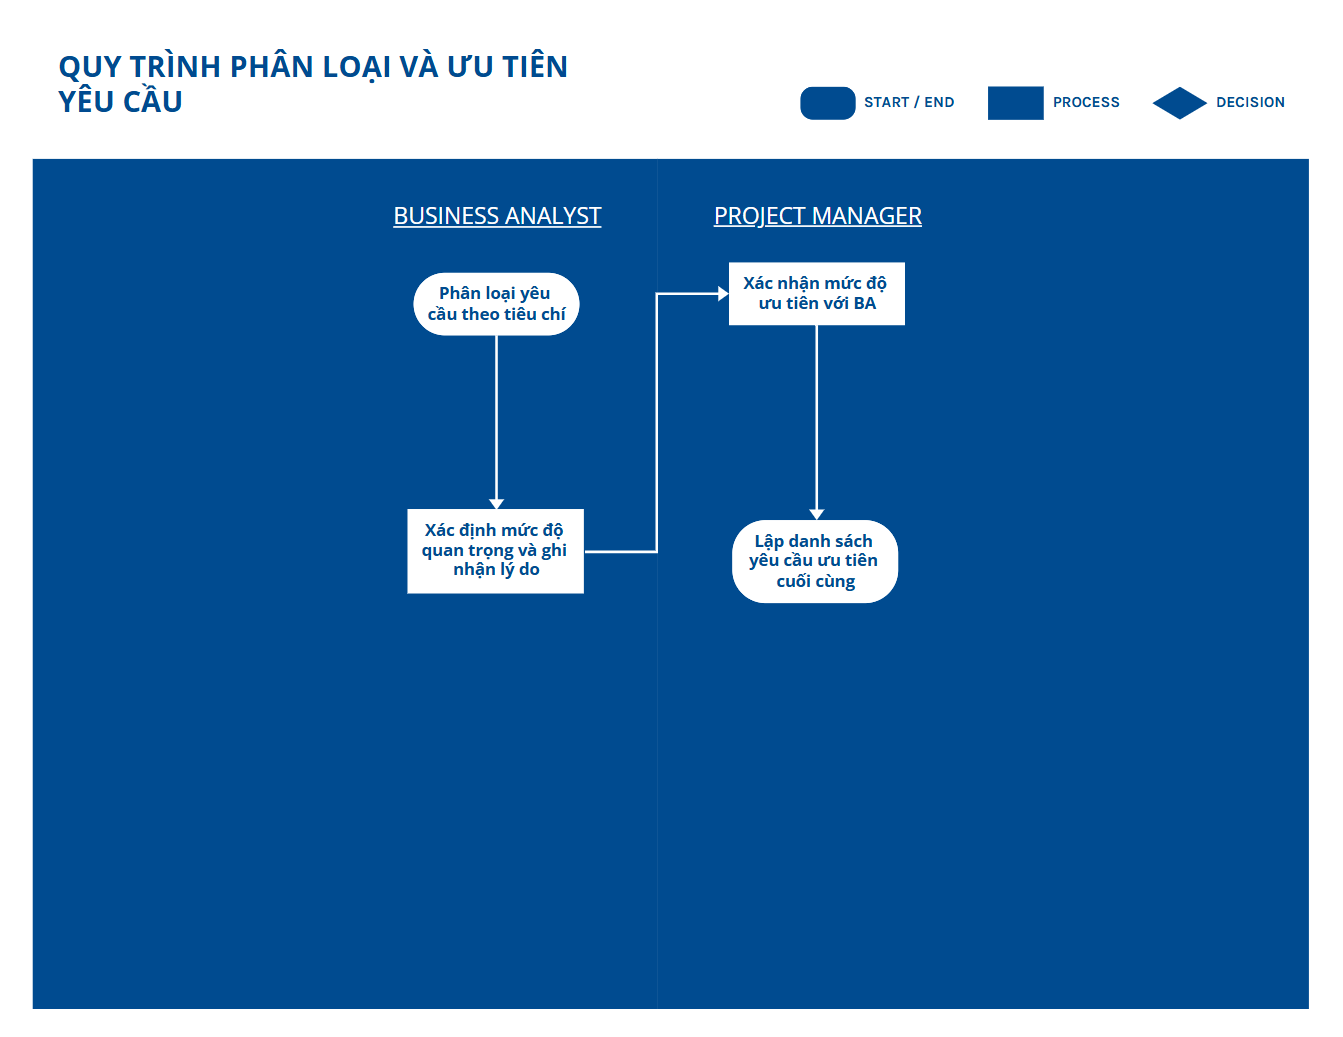 QUY TRÌNH PHÂN LOẠI VÀ ƯU TIÊN
YÊU CẦU
START / END
PROCESS
DECISION
BUSINESS ANALYST
PROJECT MANAGER
Phân loại yêu
cầu theo tiêu chí
Xác định mức độ
quan trọng và ghi
nhận lý do
Xác nhận mức độ
ưu tiên với BA
Lập danh sách
yêu cầu ưu tiên
cuối cùng